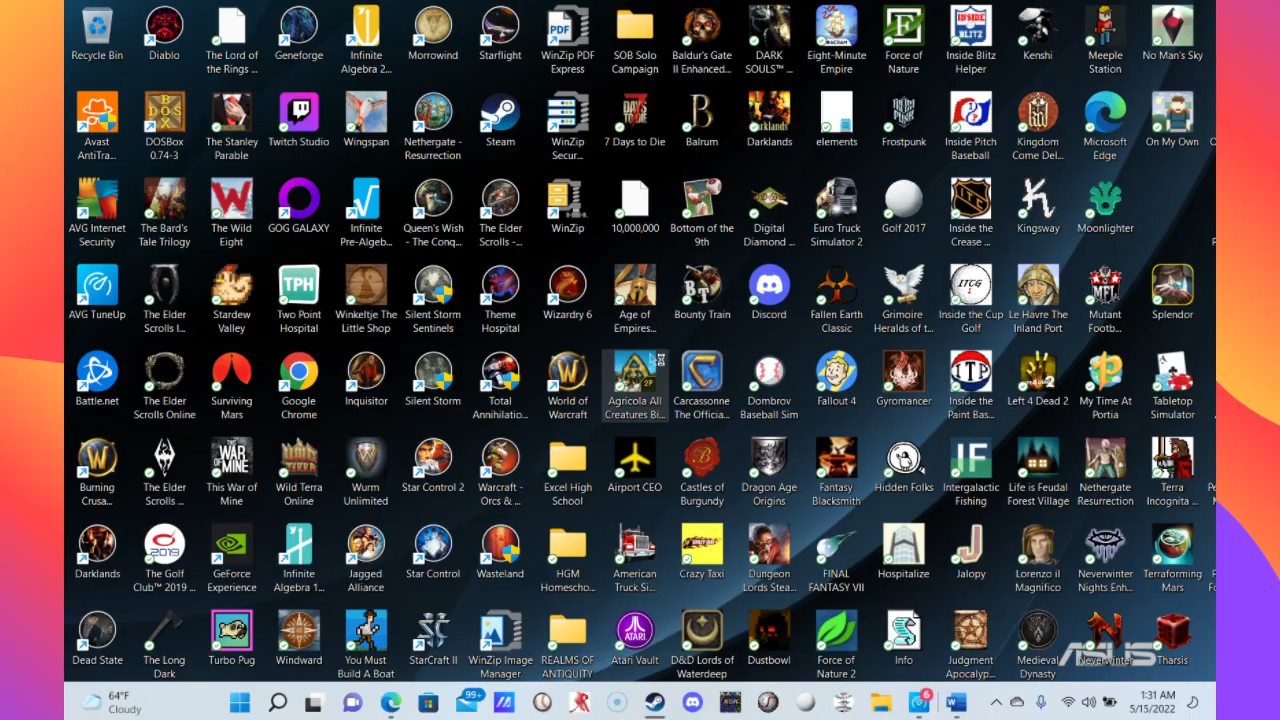 Recycle Bin
Diablo
The Lord of
the Rings ...
Geneforge
Infinite
Algebra 2...
Morrowind
Starflight
WinZip PDF
Express
SOB Solo
Campaign
Baldur's Gate
II Enhanced...
DARK
SOULS™ ...
Eight-Minute
Empire
Force of
Nature
Inside Blitz
Helper
Kenshi
Meeple
Station
No Man's Sky
Avast
AntiTra...
DOSBox
0.74-3
The Stanley
Parable
Twitch Studio
Wingspan
Nethergate -
Resurrection
Steam
WinZip
Secur...
7 Days to Die
Balrum
Darklands
elements
Frostpunk
Inside Pitch
Baseball
Kingdom
Come Del...
Microsoft
Edge
On My Own
AVG Internet
Security
The Bard's
Tale Trilogy
The Wild
Eight
GOG GALAXY
Infinite
Pre-Algeb...
Queen's Wish
- The Conq...
The Elder
Scrolls -...
WinZip
10,000,000
Bottom of the
9th
Digital
Diamond ...
Euro Truck
Simulator 2
Golf 2017
Inside the
Crease ...
Kingsway
Moonlighter
AVG TuneUp
The Elder
Scrolls I...
Stardew
Valley
Two Point
Hospital
Winkeltje The
Little Shop
Silent Storm
Sentinels
Theme
Hospital
Wizardry 6
Age of
Empires...
Bounty Train
Discord
Fallen Earth
Classic
Grimoire
Heralds of t...
Inside the Cup
Golf
Le Havre The
Inland Port
Mutant
Footb...
Splendor
Battle.net
The Elder
Scrolls Online
Surviving
Mars
Google
Chrome
Inquisitor
Silent Storm
Total
Annihilatio...
World of
Warcraft
Agricola All
Creatures Bi...
Carcassonne
The Officia...
Dombrov
Baseball Sim
Fallout 4
Gyromancer
Inside the
Paint Bas...
Left 4 Dead 2
My Time At
Portia
Tabletop
Simulator
Burning
Crusa...
The Elder
Scrolls ...
This War of
Mine
Wild Terra
Online
Wurm
Unlimited
Star Control 2
Warcraft -
Orcs & ...
Excel High
School
Airport CEO
Castles of
Burgundy
Dragon Age
Origins
Fantasy
Blacksmith
Hidden Folks
Intergalactic
Fishing
Life is Feudal
Forest Village
Nethergate
Resurrection
Terra
Incognita ...
Darklands
The Golf
Club™ 2019 ...
GeForce
Experience
Infinite
Algebra 1...
Jagged
Alliance
Star Control
Wasteland
HGM
Homescho...
American
Truck Si...
Crazy Taxi
Dungeon
Lords Stea...
FINAL
FANTASY VII
Hospitalize
Jalopy
Lorenzo il
Magnifico
Neverwinter
Nights Enh...
Terraforming
Mars
Dead State
The Long
Dark
Turbo Pug
Windward
You Must
Build A Boat
StarCraft II
WinZip Image
Manager
REALMS OF
ANTIQUITY
Atari Vault
D&D Lords of
Waterdeep
Dustbowl
Force of
Nature 2
Info
Judgment
Apocalyp...
Medieval
Dynasty
Neverwinter
Tharsis
ASUS
64°F
Cloudy
99+
6
1:31 AM
5/15/2022